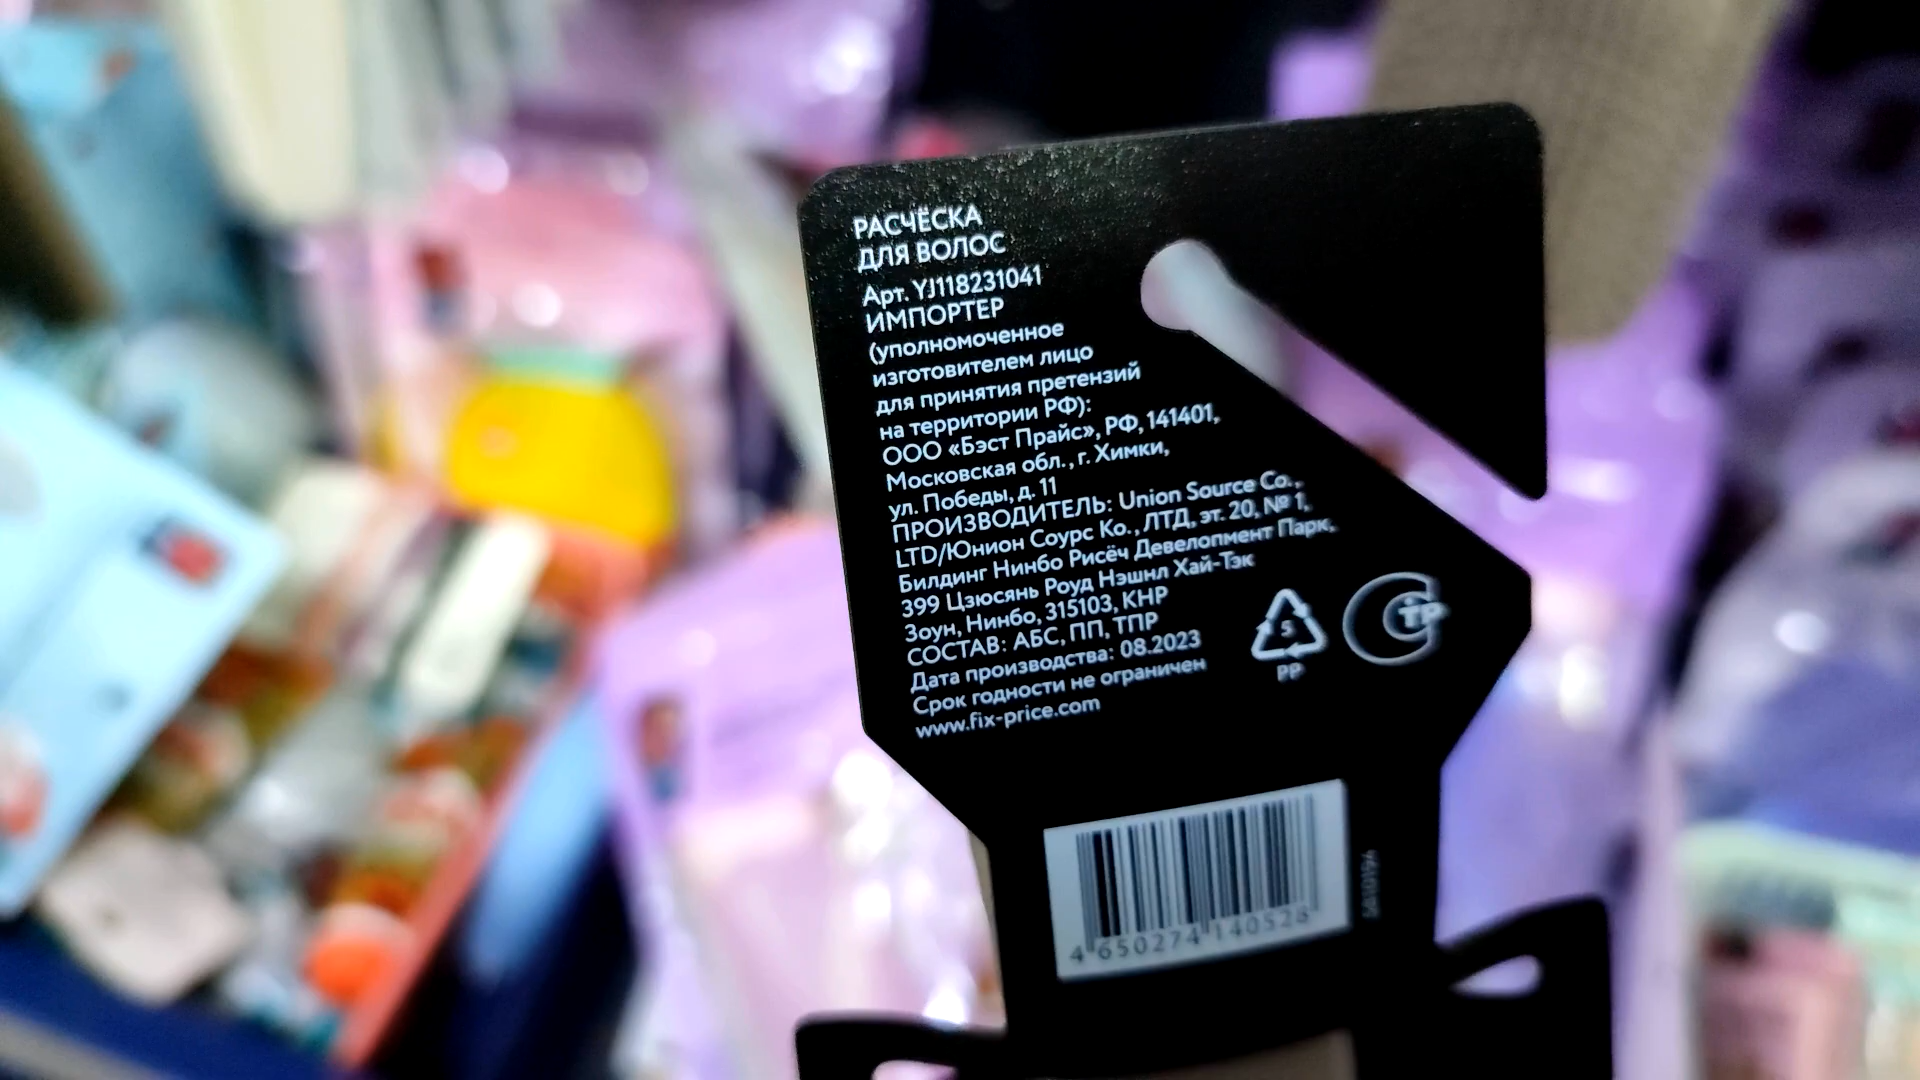 РАСЧЁСКА
ДЛЯ ВОЛОС
Арт. YJ118231041
ИМПОРТЕР
(уполномоченное
изготовителем лицо
для принятия претензий
на территории РФ):
ООО «Бэст Прайс», РФ, 141401,
Московская обл., г. Химки,
ул. Победы, д. 11
ПРОИЗВОДИТЕЛЬ: Union Source Co.,
LTD/Юнион Соурс Ко., ЛТД, эт. 20, № 1,
Билдинг Нинбо Рисёч Девелопмент Парк,
399 Цзюсянь Роуд Нэшнл Хай-Тэк
Зоун, Нинбо, 315103, КНР
СОСТАВ: АБС, ПП, ТПР
Дата производства: 08.2023
Срок годности не ограничен
www.fix-price.com
5
PP
СТР
4 650274 140528